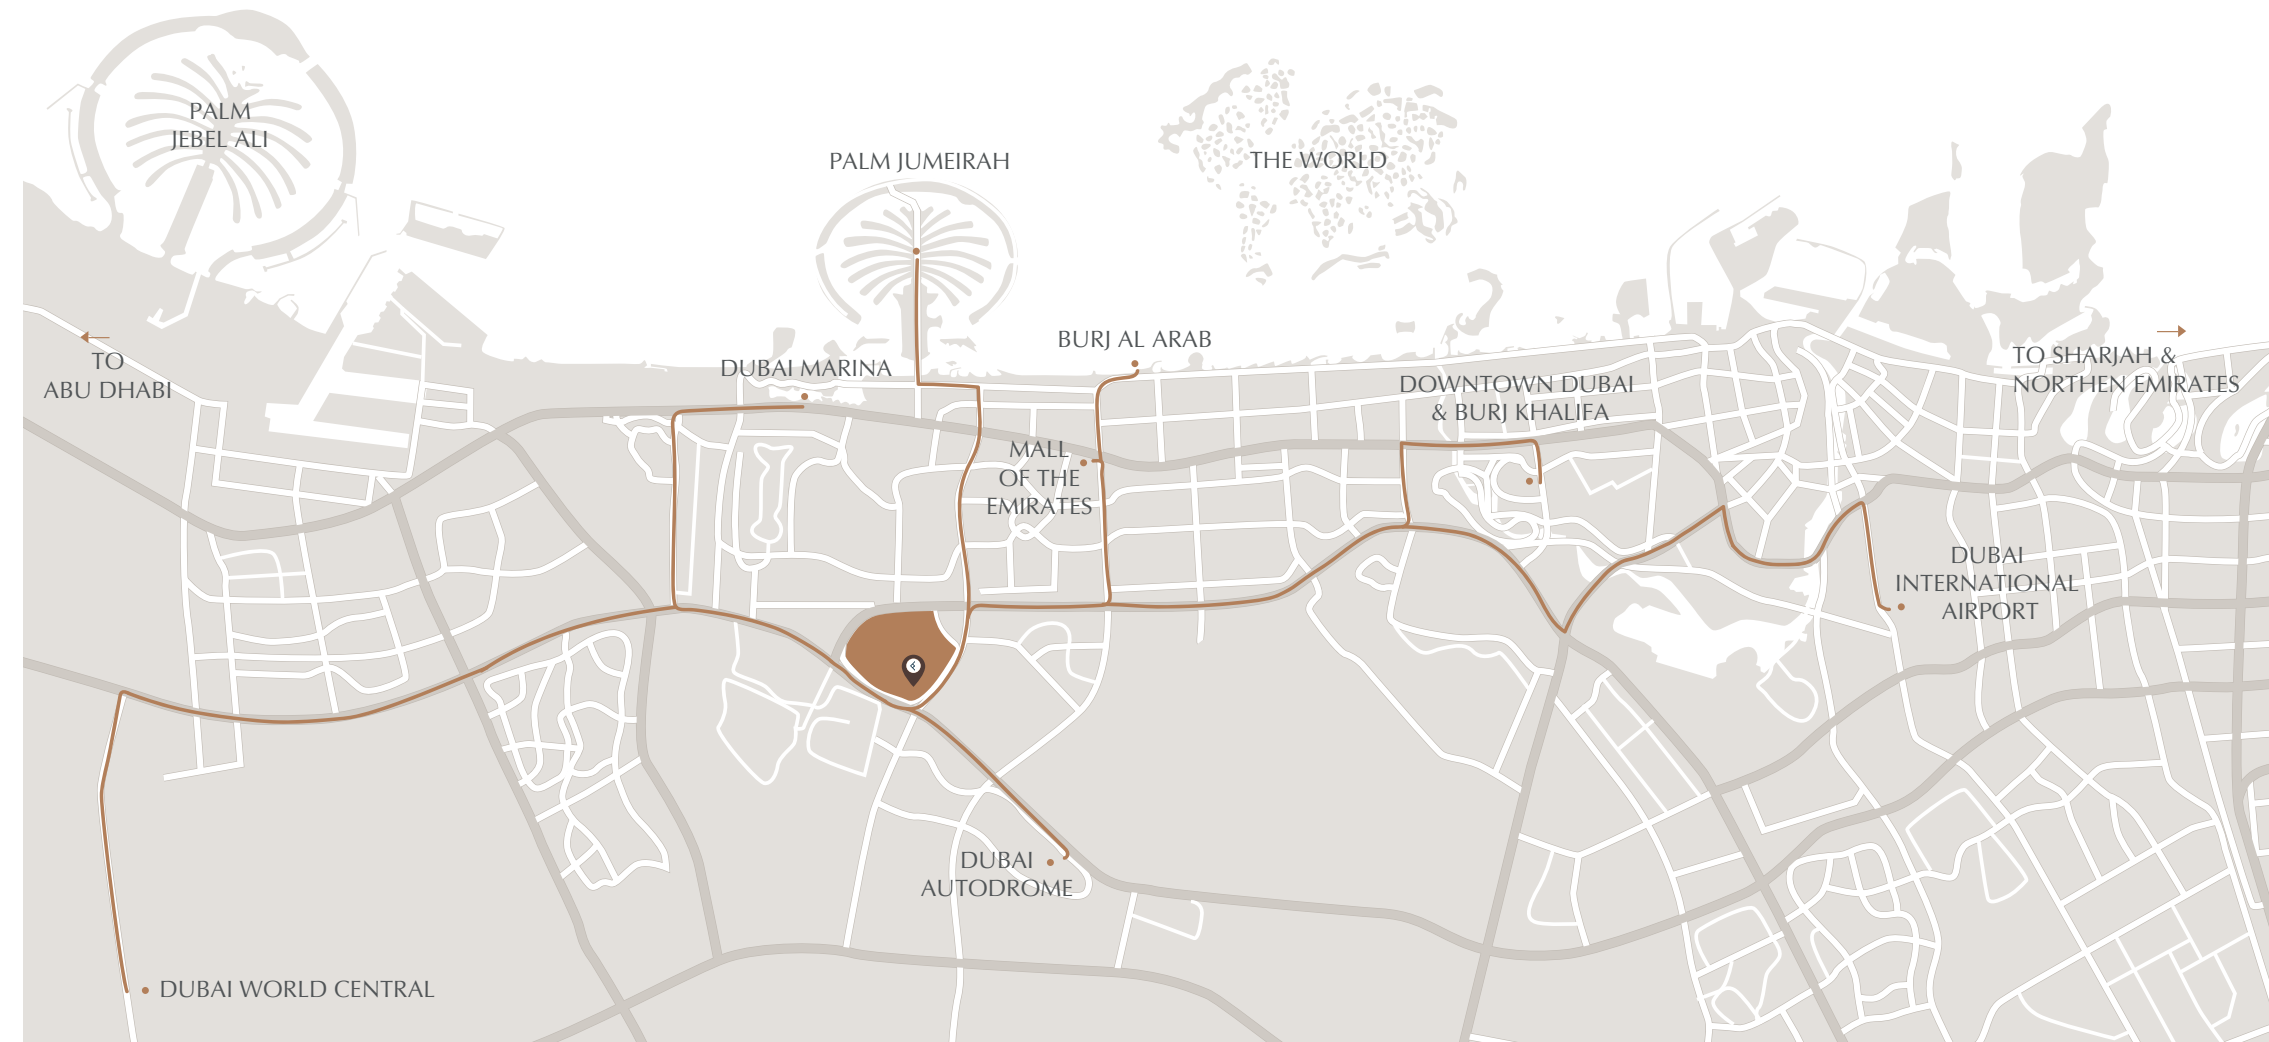 PALM
JEBEL ALI
PALM JUMEIRAH
THE WORLD
BURJ AL ARAB
TO
ABU DHABI
DUBAI MARINA
TO SHARJAH &
NORTHEN EMIRATES
DOWNTOWN DUBAI
& BURJ KHALIFA
MALL
OF THE
EMIRATES
DUBAI
INTERNATIONAL
AIRPORT
DUBAI
AUTODROME
DUBAI WORLD CENTRAL